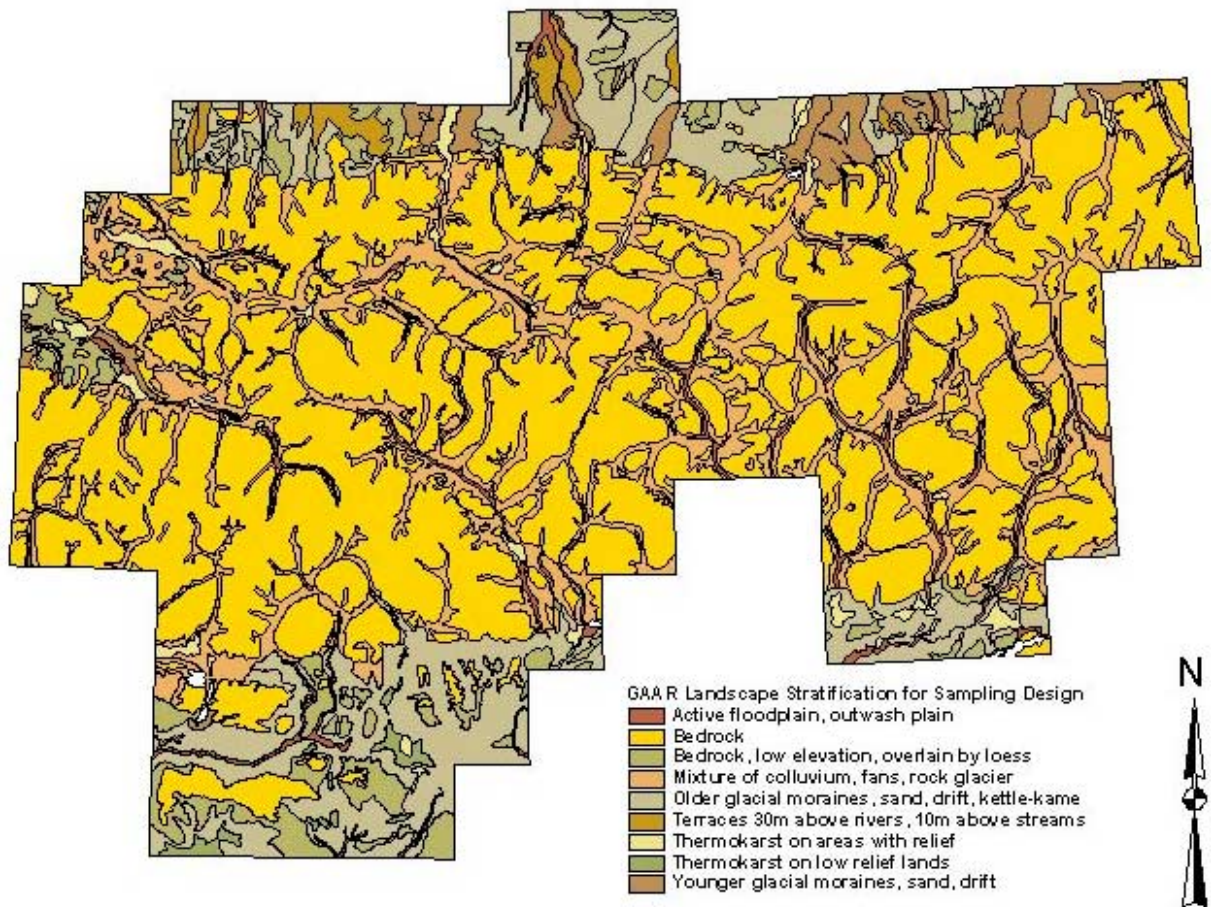 GAAR Landscape Stratification for Sampling Design
Active floodplain, outwash plain
Bedrock
Bedrock, low elevation, overlain by loess
Mixture of colluvium, fans, rock glacier
Older glacial moraines, sand, drift, kettle-kame
Terraces 30m above rivers, 10m above streams
Thermokarst on areas with relief
Thermokarst on low relief lands
Younger glacial moraines, sand, drift
N